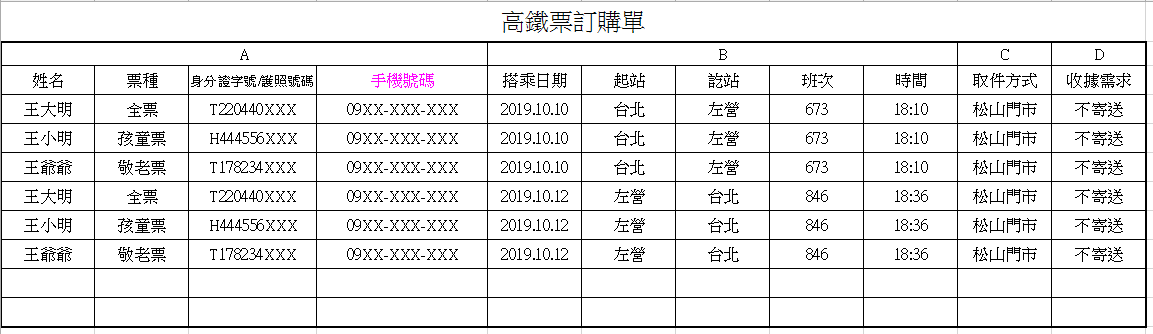 高鐵票訂購單
A B C D
姓名 票種 身分證字號/護照號碼 手機號碼 搭乘日期 起站 訖站 班次 時間 取件方式 收據需求
王大明 全票 T220440XXX 09XX-XXX-XXX 2019.10.10 台北 左營 673 18:10 松山門市 不寄送
王小明 孩童票 H444556XXX 09XX-XXX-XXX 2019.10.10 台北 左營 673 18:10 松山門市 不寄送
王爺爺 敬老票 T178234XXX 09XX-XXX-XXX 2019.10.10 台北 左營 673 18:10 松山門市 不寄送
王大明 全票 T220440XXX 09XX-XXX-XXX 2019.10.12 左營 台北 846 18:36 松山門市 不寄送
王小明 孩童票 H444556XXX 09XX-XXX-XXX 2019.10.12 左營 台北 846 18:36 松山門市 不寄送
王爺爺 敬老票 T178234XXX 09XX-XXX-XXX 2019.10.12 左營 台北 846 18:36 松山門市 不寄送